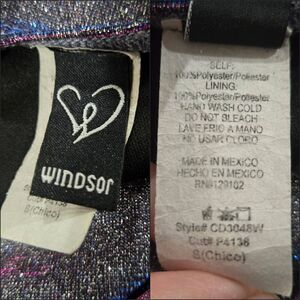 WINDSOR
S(Chico)
SELF:
100%Polyester/Poliester
LINING:
100%Polyester/Poliester
HAND WASH COLD
DO NOT BLEACH
LAVE FRIO A MANO
NO USAR CLORO
MADE IN MEXICO
HECHO EN MEXICO
RN#129102
Style# CD3048W
Cut# P4138
S(Chico)